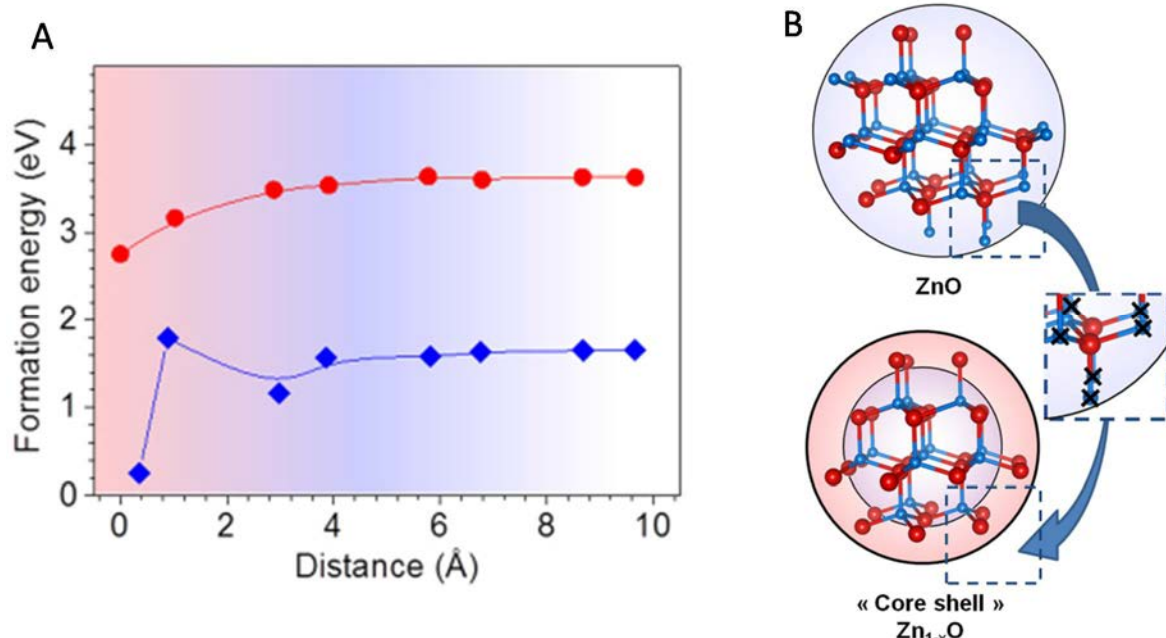 A
Formation energy (eV)
4
3
2
1
0
0 2 4 6 8 10
Distance (Å)
B
ZnO
« Core shell »
Zn1-xO